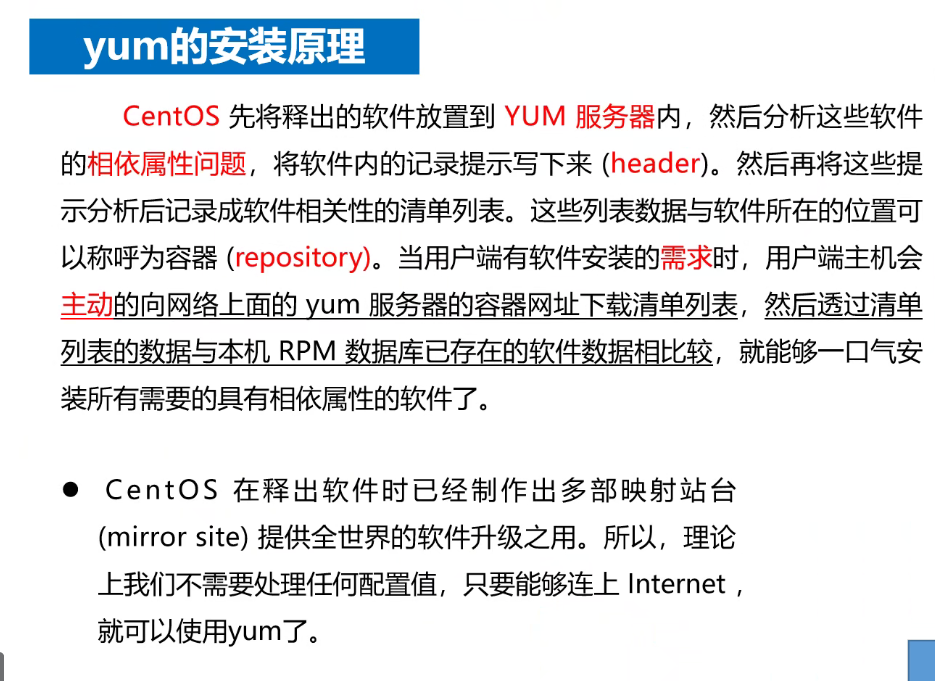 yum的安装原理
CentOS 先将释出的软件放置到 YUM 服务器内，然后分析这些软件
的相依属性问题，将软件内的记录提示写下来 (header)。然后再将这些提
示分析后记录成软件相关性的清单列表。这些列表数据与软件所在的位置可
以称呼为容器 (repository)。当用户端有软件安装的需求时，用户端主机会
主动的向网络上面的 yum 服务器的容器网址下载清单列表，然后透过清单
列表的数据与本机 RPM 数据库已存在的软件数据相比较，就能够一口气安
装所有需要的具有相依属性的软件了。
● CentOS 在释出软件时已经制作出多部映射站台
(mirror site) 提供全世界的软件升级之用。所以，理论
上我们不需要处理任何配置值，只要能够连上 Internet ，
就可以使用yum了。